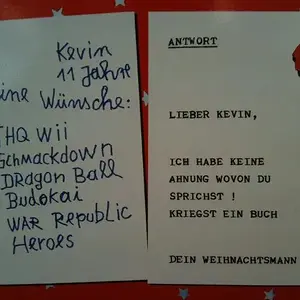 Kevin
11 Jahre
ine Wünsche:
THQ Wii
Schmackdown
DRagon Ball
Budokai
WAR Republic
Heroes
ANTWORT
LIEBER KEVIN,
ICH HABE KEINE
AHNUNG WOVON DU
SPRICHST !
KRIEGST EIN BUCH
DEIN WEIHNACHTSMANN